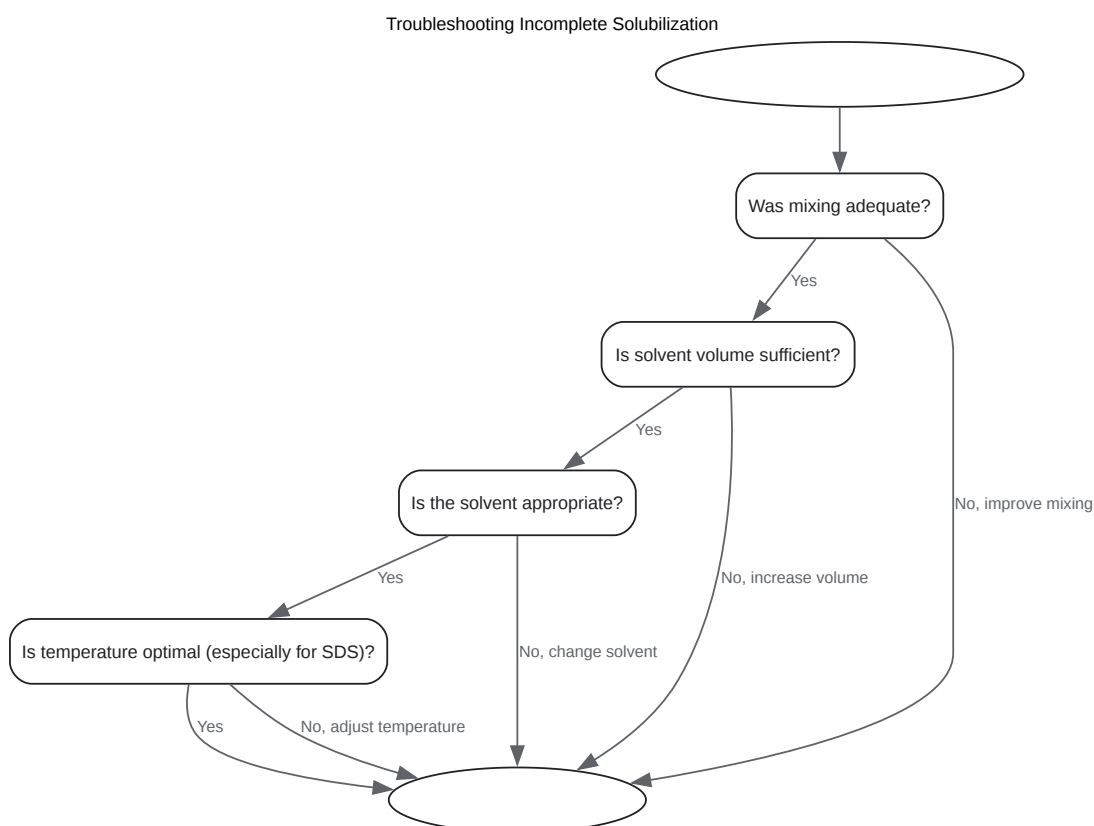 Troubleshooting Incomplete Solubilization
Was mixing adequate?
Yes
Is solvent volume sufficient?
Yes
Is the solvent appropriate?
No, improve mixing
Yes
No, increase volume
Is temperature optimal (especially for SDS)?
No, change solvent
Yes
No, adjust temperature